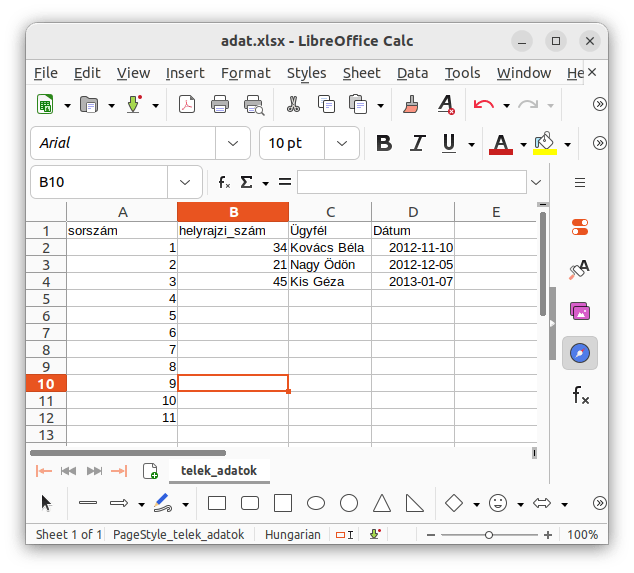 adat.xlsx - LibreOffice Calc
File Edit View Insert Format Styles Sheet Data Tools Window He
Arial 10 pt B I U A
B10 fx Σ =
A B C D E
1 sorszám helyrajzi_szám Ügyfél Dátum
2 1 34 Kovács Béla 2012-11-10
3 2 21 Nagy Ödön 2012-12-05
4 3 45 Kis Géza 2013-01-07
5 4
6 5
7 6
8 7
9 8
10 9
11 10
12 11
13
telek_adatok
Sheet 1 of 1 PageStyle_telek_adatok Hungarian 100%